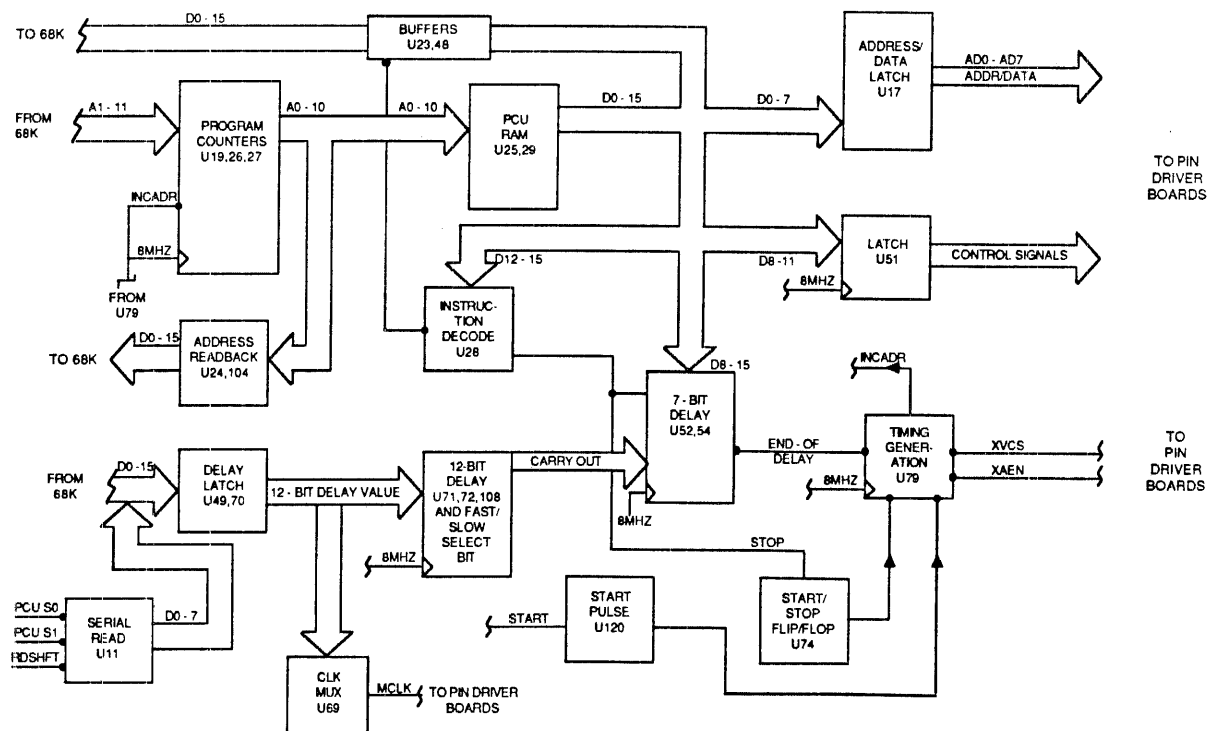 TO 68K
D0 - 15
BUFFERS
U23,48
ADDRESS/
DATA
LATCH
U17
AD0 - AD7
ADDR/DATA
FROM
68K
A1 - 11
PROGRAM
COUNTERS
U19,26,27
A0 - 10
A0 - 10
PCU
RAM
U25,29
D0 - 15
D0 - 7
TO PIN
DRIVER
BOARDS
INCADR
8MHZ
FROM
U79
D12 - 15
D8 - 11
LATCH
U51
CONTROL SIGNALS
8MHZ
INSTRUC-
TION
DECODE
U28
TO 68K
D0 - 15
ADDRESS
READBACK
U24,104
D8 - 15
7 - BIT
DELAY
U52,54
INCADR
END - OF
DELAY
TIMING
GENER-
ATION
U79
8MHZ
XVCS
XAEN
TO
PIN
DRIVER
BOARDS
FROM
68K
D0-15
DELAY
LATCH
U49,70
12 - BIT DELAY VALUE
12-BIT
DELAY
U71,72,108
AND FAST/
SLOW
SELECT
BIT
CARRY OUT
8MHZ
8MHZ
STOP
PCU S0
PCU S1
RDSHFT
SERIAL
READ
U11
D0 - 7
START
START
PULSE
U120
START/
STOP
FLIP/FLOP
U74
CLK
MUX
U69
MCLK
TO PIN DRIVER
BOARDS